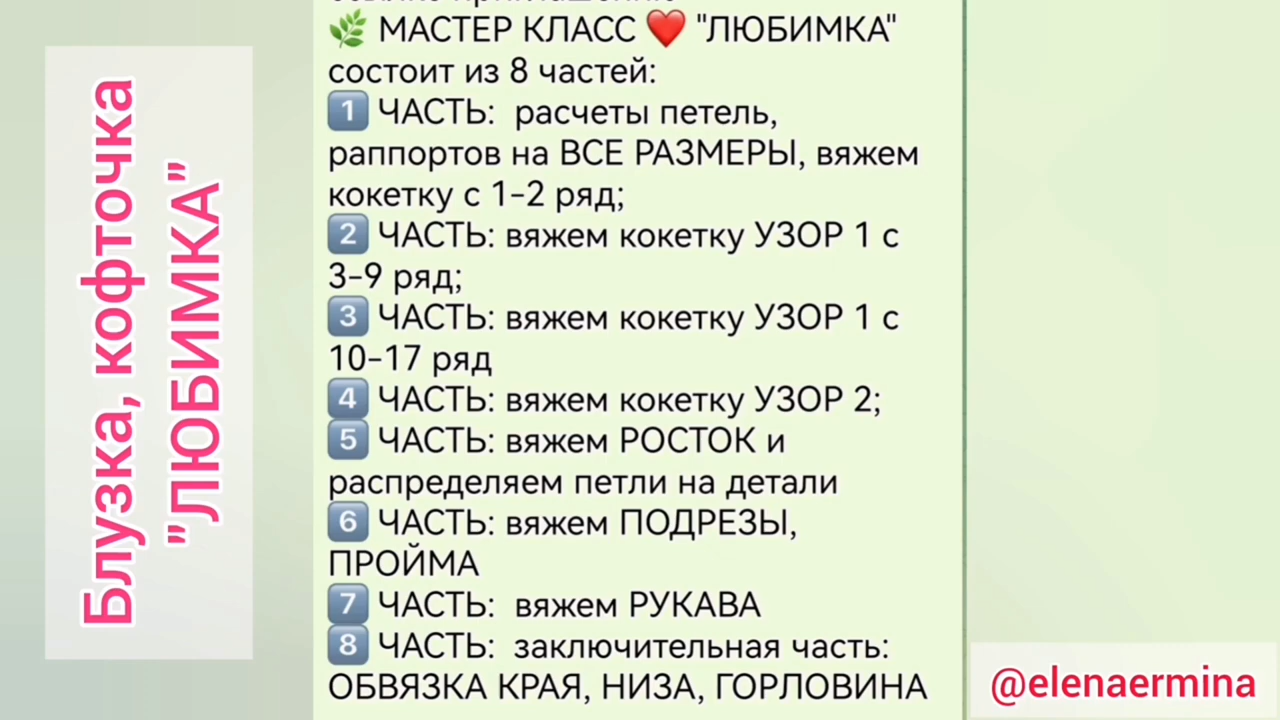 Блузка, кофточка
"ЛЮБИМКА"
🌿 МАСТЕР КЛАСС ❤️ "ЛЮБИМКА"
состоит из 8 частей:
1️⃣ ЧАСТЬ: расчеты петель,
раппортов на ВСЕ РАЗМЕРЫ, вяжем
кокетку с 1-2 ряд;
2️⃣ ЧАСТЬ: вяжем кокетку УЗОР 1 с
3-9 ряд;
3️⃣ ЧАСТЬ: вяжем кокетку УЗОР 1 с
10-17 ряд
4️⃣ ЧАСТЬ: вяжем кокетку УЗОР 2;
5️⃣ ЧАСТЬ: вяжем РОСТОК и
распределяем петли на детали
6️⃣ ЧАСТЬ: вяжем ПОДРЕЗЫ,
ПРОЙМА
7️⃣ ЧАСТЬ: вяжем РУКАВА
8️⃣ ЧАСТЬ: заключительная часть:
ОБВЯЗКА КРАЯ, НИЗА, ГОРЛОВИНА
@elenaermina